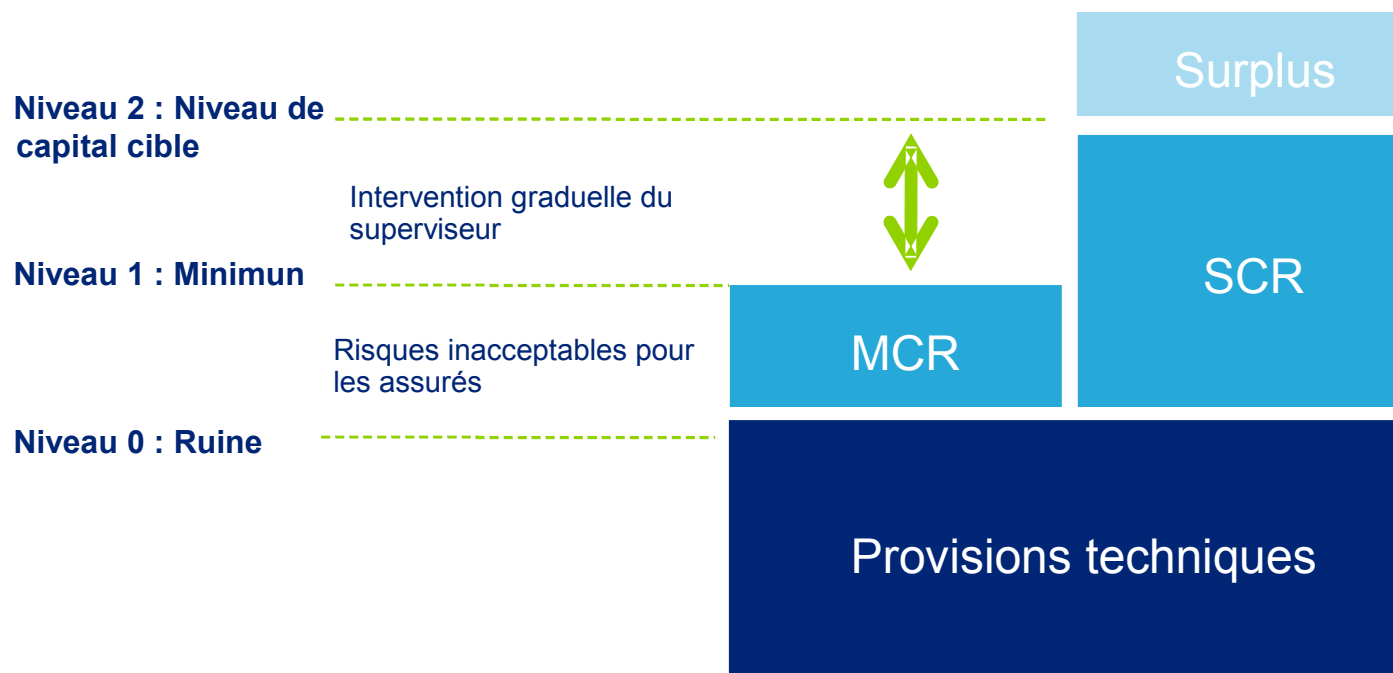 Surplus
Niveau 2 : Niveau de
capital cible
Intervention graduelle du
superviseur
SCR
Niveau 1 : Minimun
MCR
Risques inacceptables pour
les assurés
Niveau 0 : Ruine
Provisions techniques